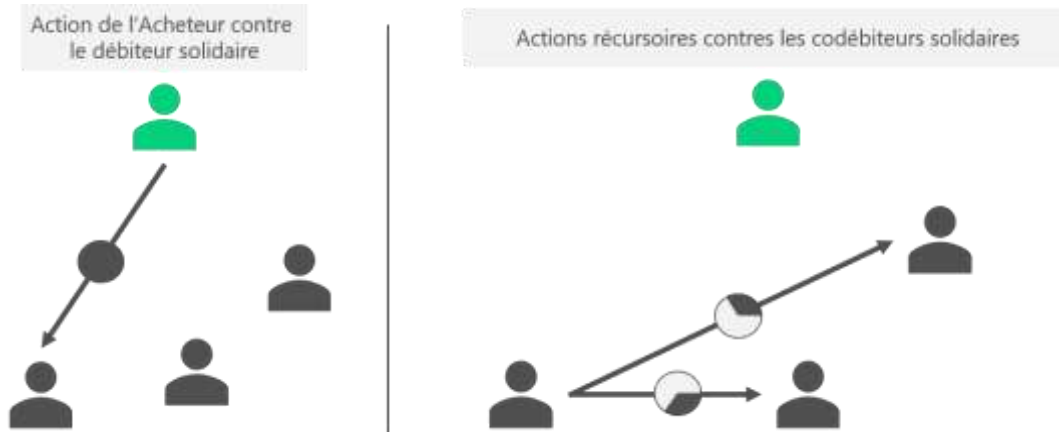 Action de l'Acheteur contre
le débiteur solidaire
Actions récursoires contres les codébiteurs solidaires